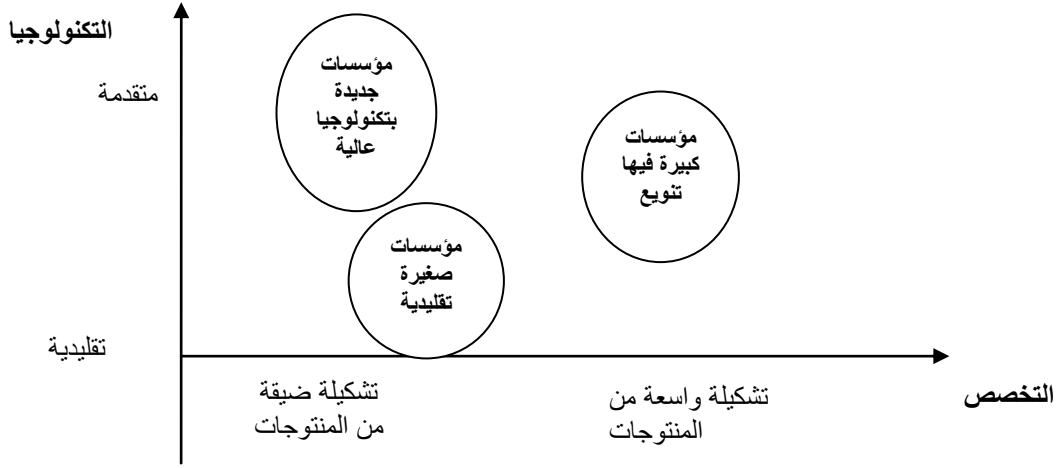 التكنولوجيا
متقدمة
مؤسسات
جديدة
بتكنولوجيا
عالية
مؤسسات
كبيرة فيها
تنويع
مؤسسات
صغيرة
تقليدية
تقليدية
تشكيلة ضيقة
من المنتوجات
تشكيلة واسعة من
المنتوجات
التخصص